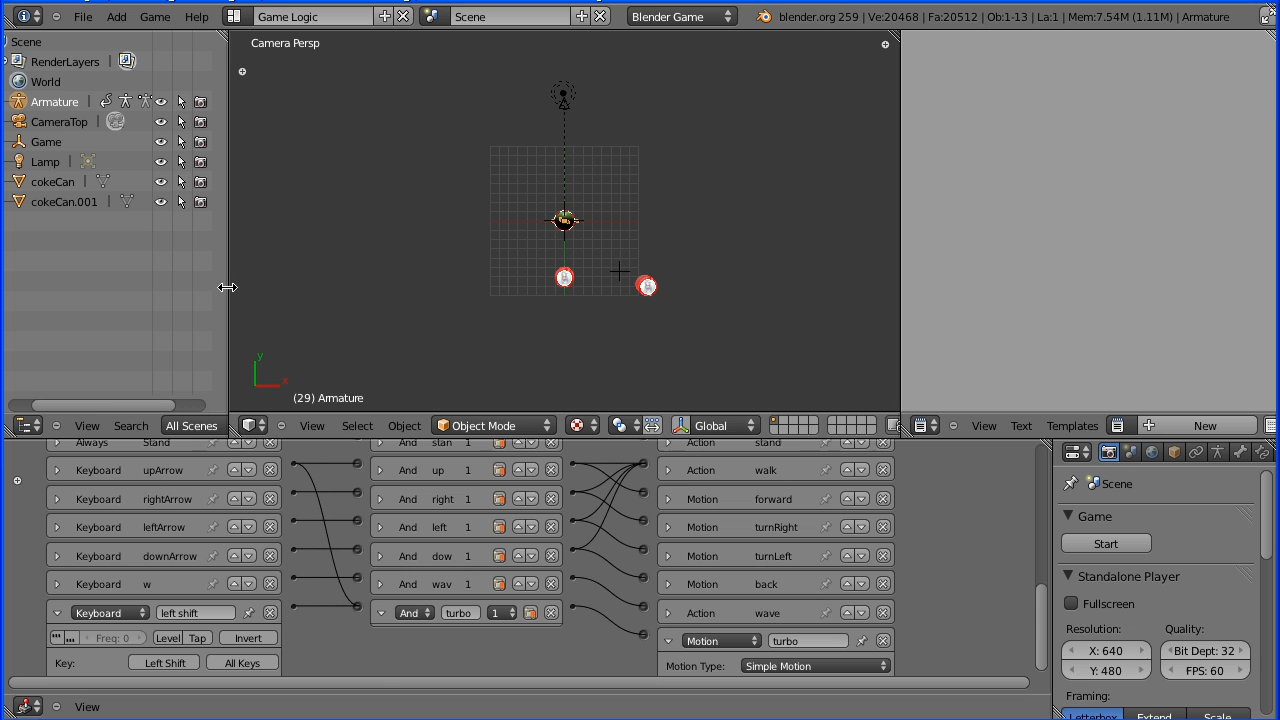 File Add Game Help Game Logic Scene Blender Game blender.org 259 | Ve:20468 | Fa:20512 | Ob:1-13 | La:1 | Mem:7.54M (1.11M) | Armature
Scene
RenderLayers
World
Armature
CameraTop
Game
Lamp
cokeCan
cokeCan.001
Camera Persp
y
x
(29) Armature
View Search All Scenes
View Select Object Object Mode Global
View Text Templates New
Always Stand And stan 1 Action stand
Keyboard upArrow And up 1 Action walk
Keyboard rightArrow And right 1 Motion forward
Keyboard leftArrow And left 1 Motion turnRight
Keyboard downArrow And dow 1 Motion turnLeft
Keyboard w And wav 1 Motion back
Keyboard left shift And turbo 1 Action wave
Motion turbo
Freq: 0 Level Tap Invert
Key: Left Shift All Keys
Motion Type: Simple Motion
View
Scene
Game
Start
Standalone Player
Fullscreen
Resolution: Quality:
X: 640 Bit Dept: 32
Y: 480 FPS: 60
Framing:
Letterbox Extend Scale